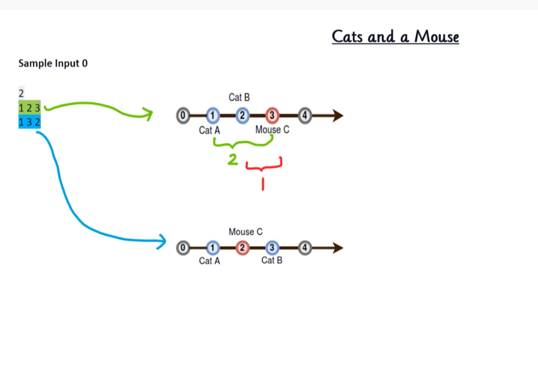 Cats and a Mouse
Sample Input 0
2
1 2 3
1 3 2
Cat B
0 1 2 3 4
Cat A Mouse C
2
1
Mouse C
0 1 2 3 4
Cat A Cat B